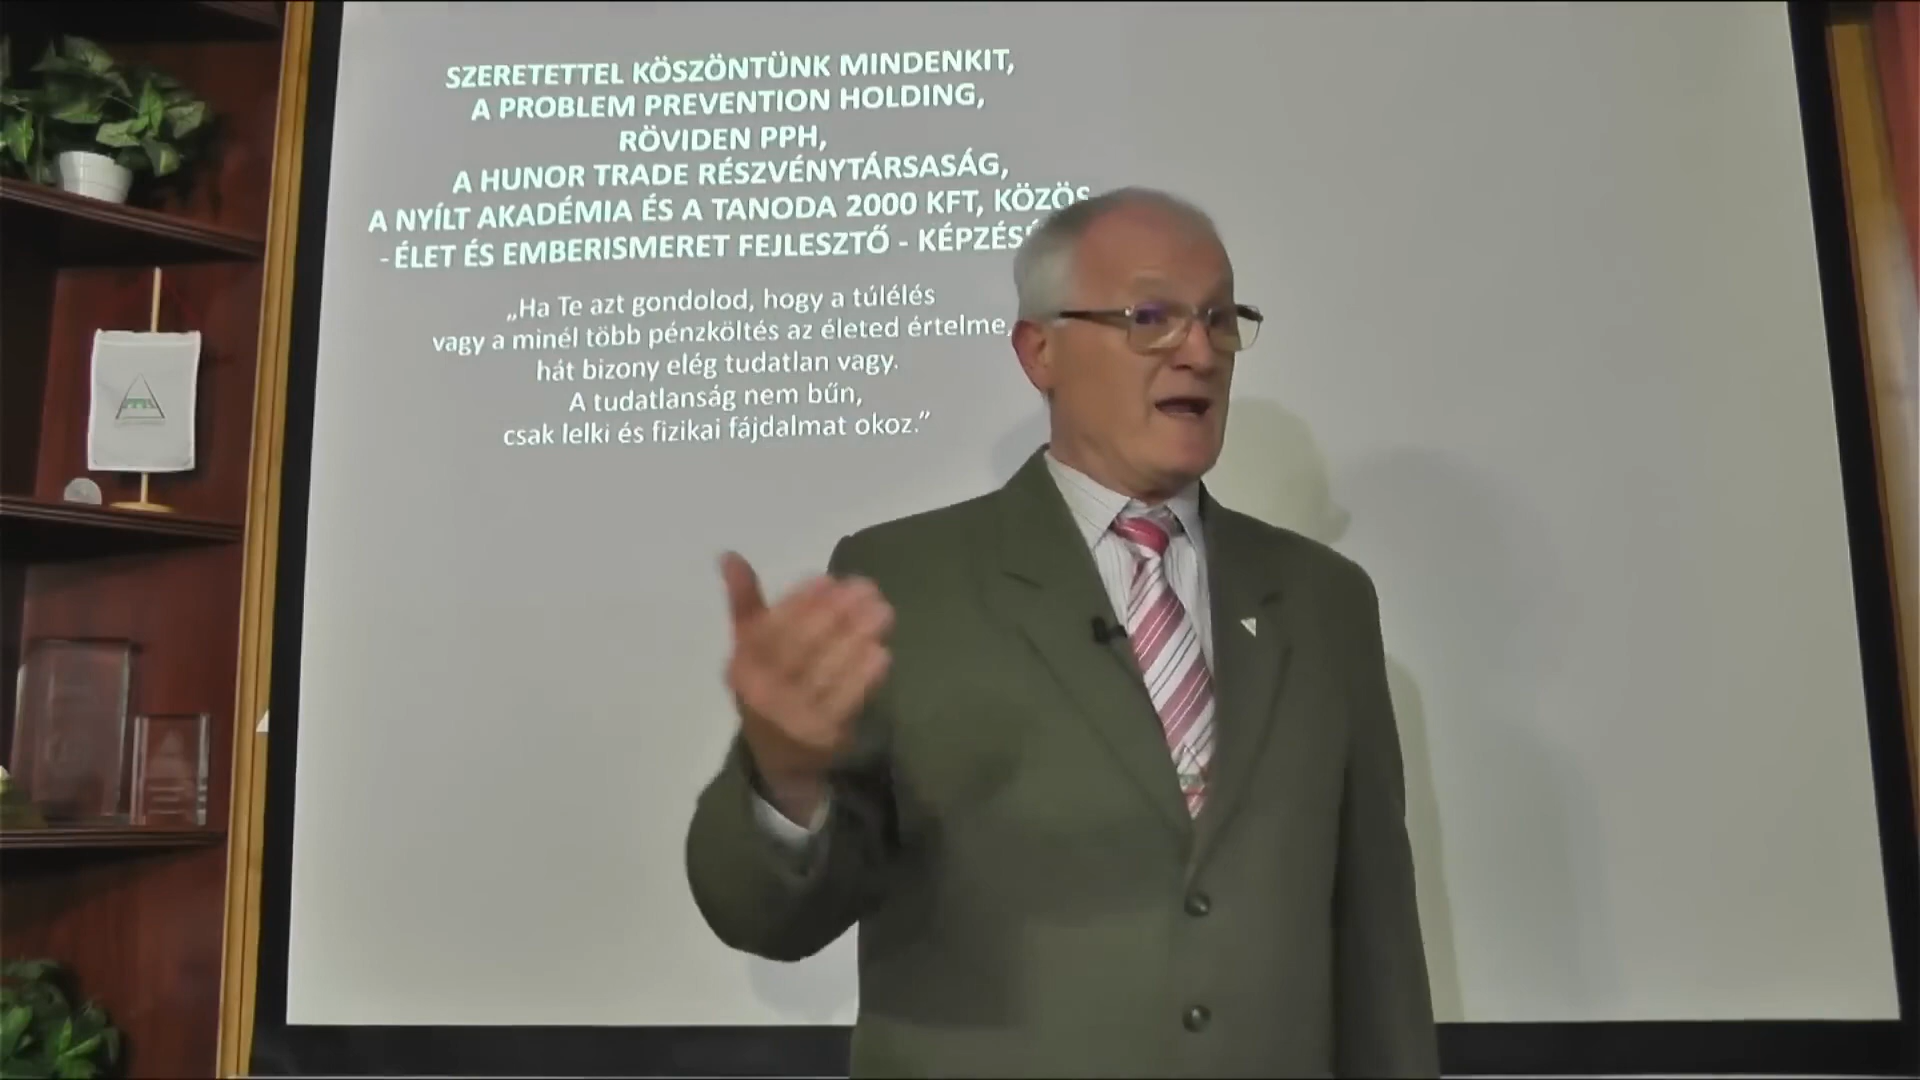 SZERETETTEL KÖSZÖNTÜNK MINDENKIT,
A PROBLEM PREVENTION HOLDING,
RÖVIDEN PPH,
A HUNOR TRADE RÉSZVÉNYTÁRSASÁG,
A NYÍLT AKADÉMIA ÉS A TANODA 2000 KFT, KÖZÖS
- ÉLET ÉS EMBERISMERET FEJLESZTŐ -
„Ha Te azt gondolod, hogy a túlélés
vagy a minél több pénzköltés az életed értelme,
hát bizony elég tudatlan vagy.
A tudatlanság nem bűn,
csak lelki és fizikai fájdalmat okoz.”